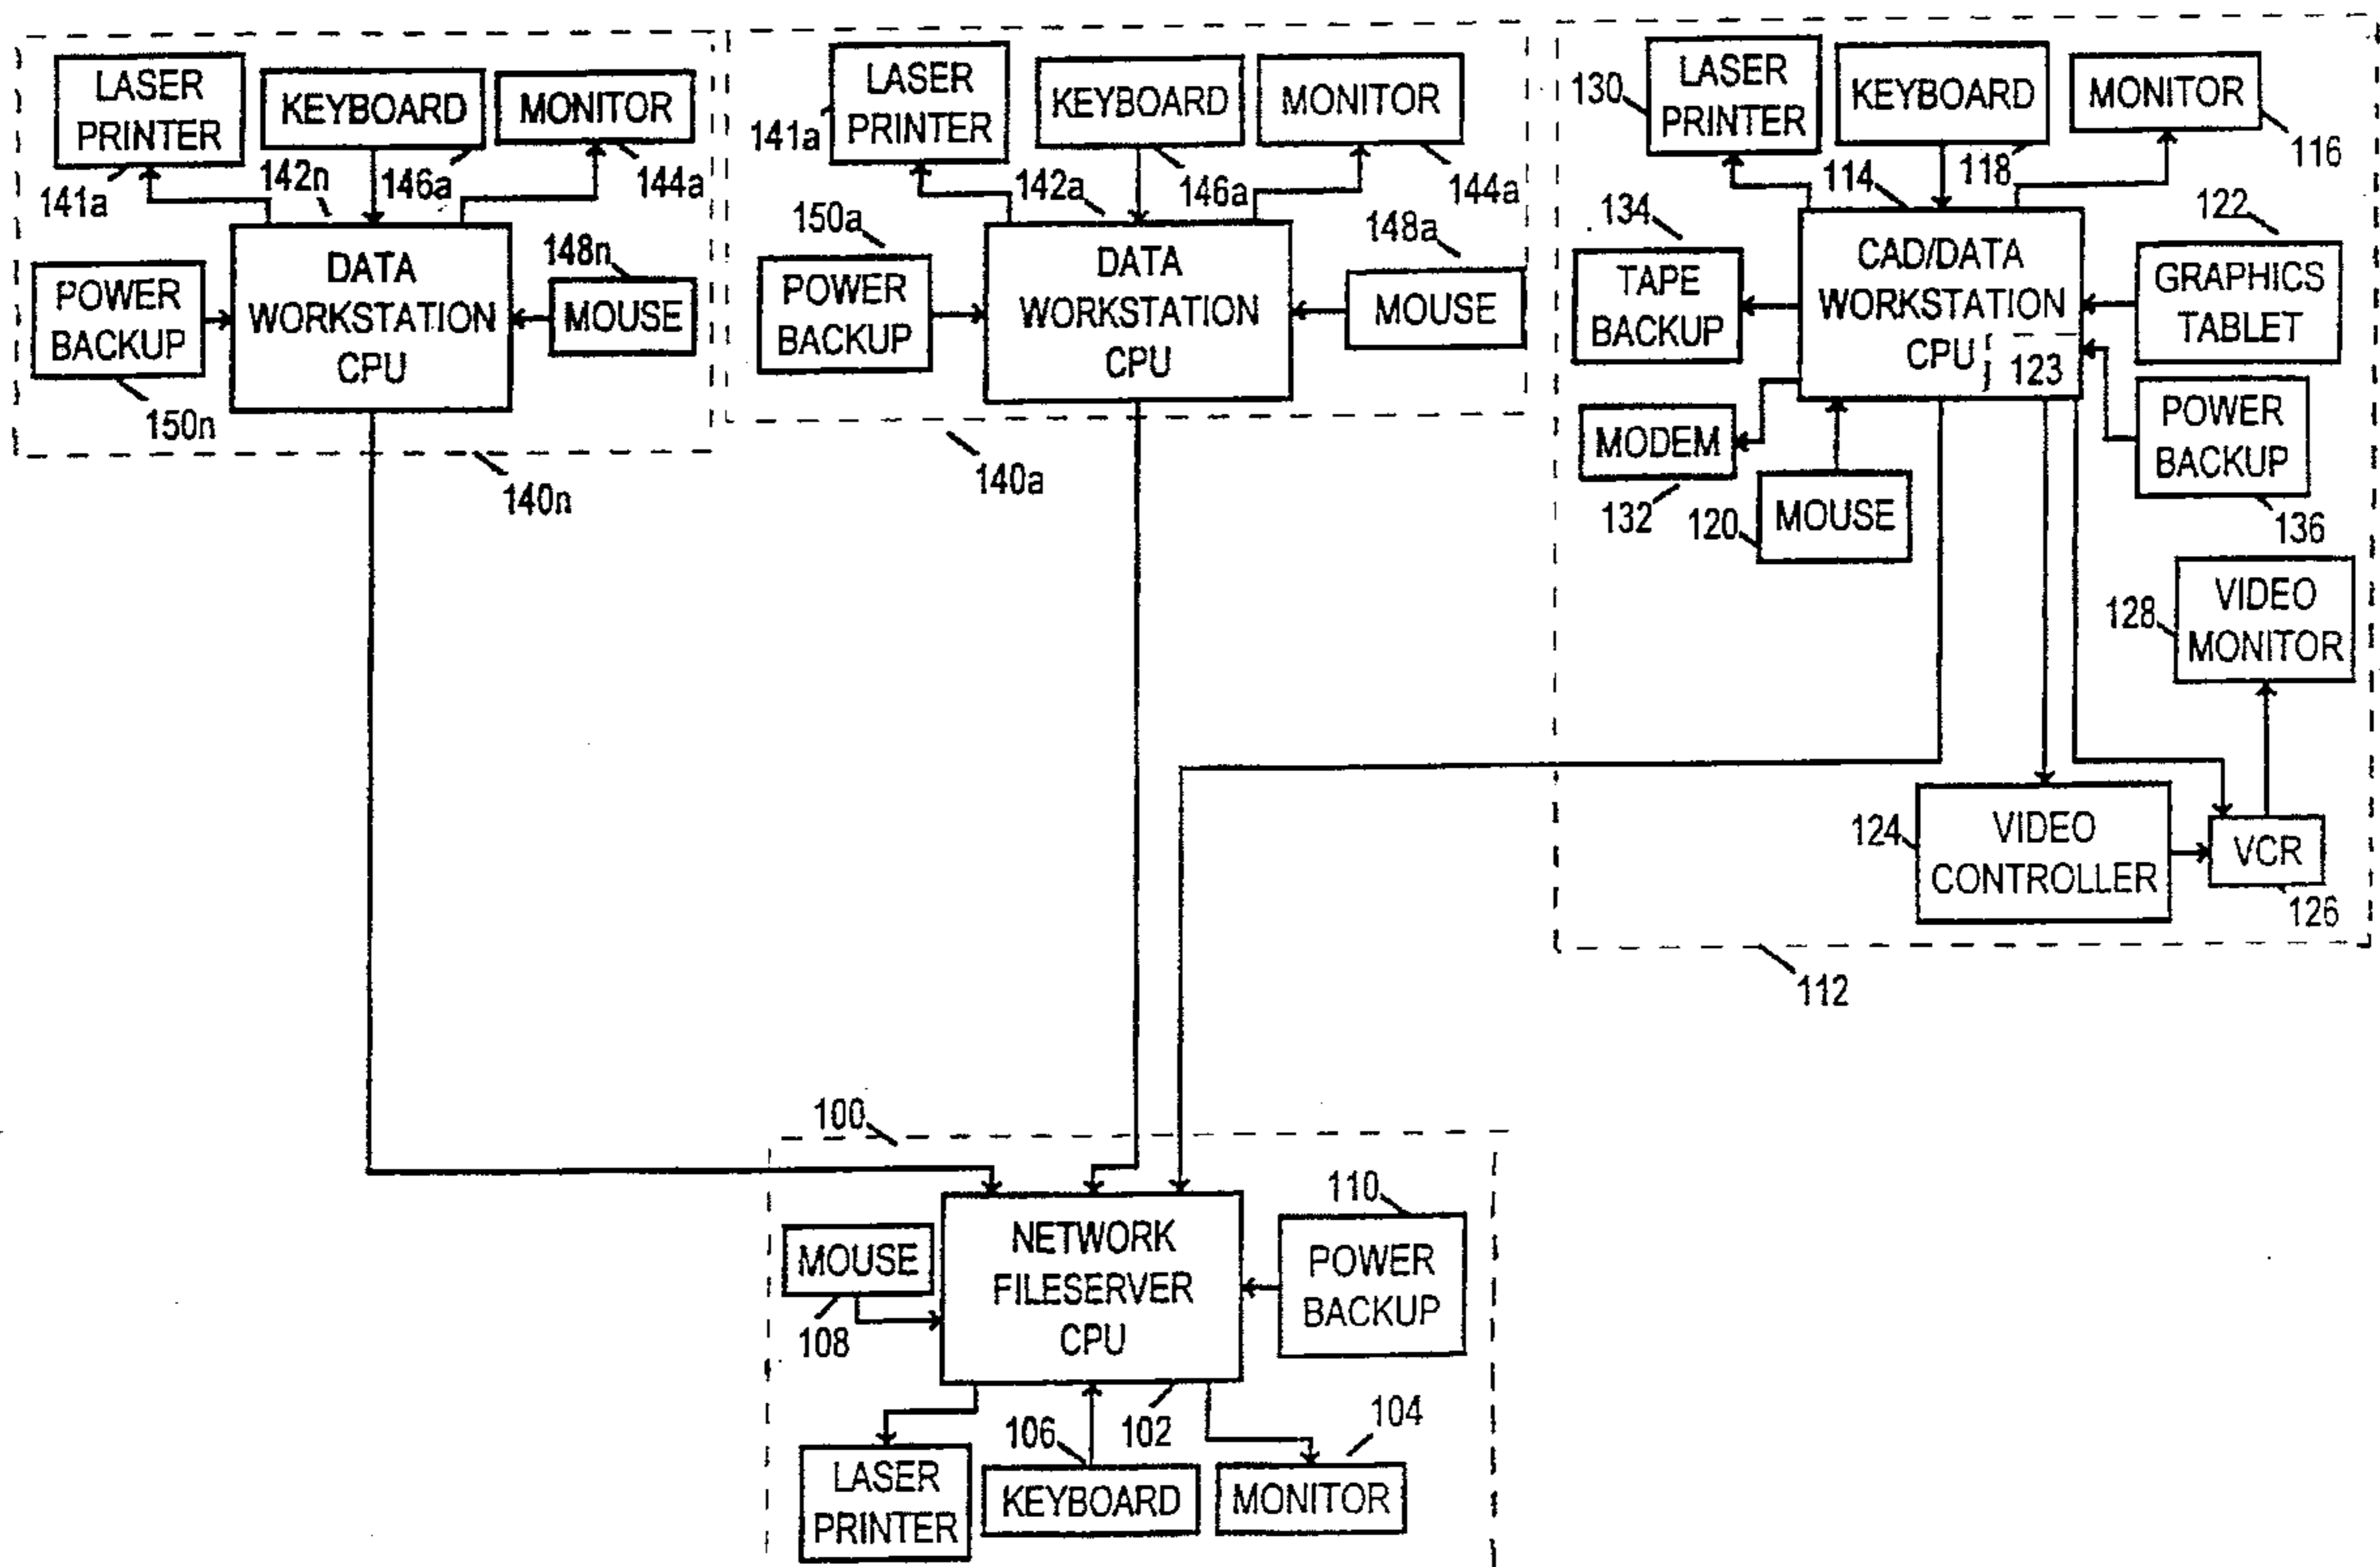 LASER
PRINTER
141a
KEYBOARD
146a
MONITOR
144a
142n
DATA
WORKSTATION
CPU
POWER
BACKUP
150n
148n
MOUSE
140n
LASER
PRINTER
141a
KEYBOARD
146a
MONITOR
144a
142a
DATA
WORKSTATION
CPU
150a
POWER
BACKUP
148a
MOUSE
140a
130
LASER
PRINTER
KEYBOARD
118
MONITOR
116
114
CAD/DATA
WORKSTATION
CPU
123
134
TAPE
BACKUP
122
GRAPHICS
TABLET
MODEM
132
120
MOUSE
POWER
BACKUP
136
128
VIDEO
MONITOR
124
VIDEO
CONTROLLER
VCR
126
112
100
MOUSE
108
NETWORK
FILESERVER
CPU
102
110
POWER
BACKUP
LASER
PRINTER
106
KEYBOARD
104
MONITOR